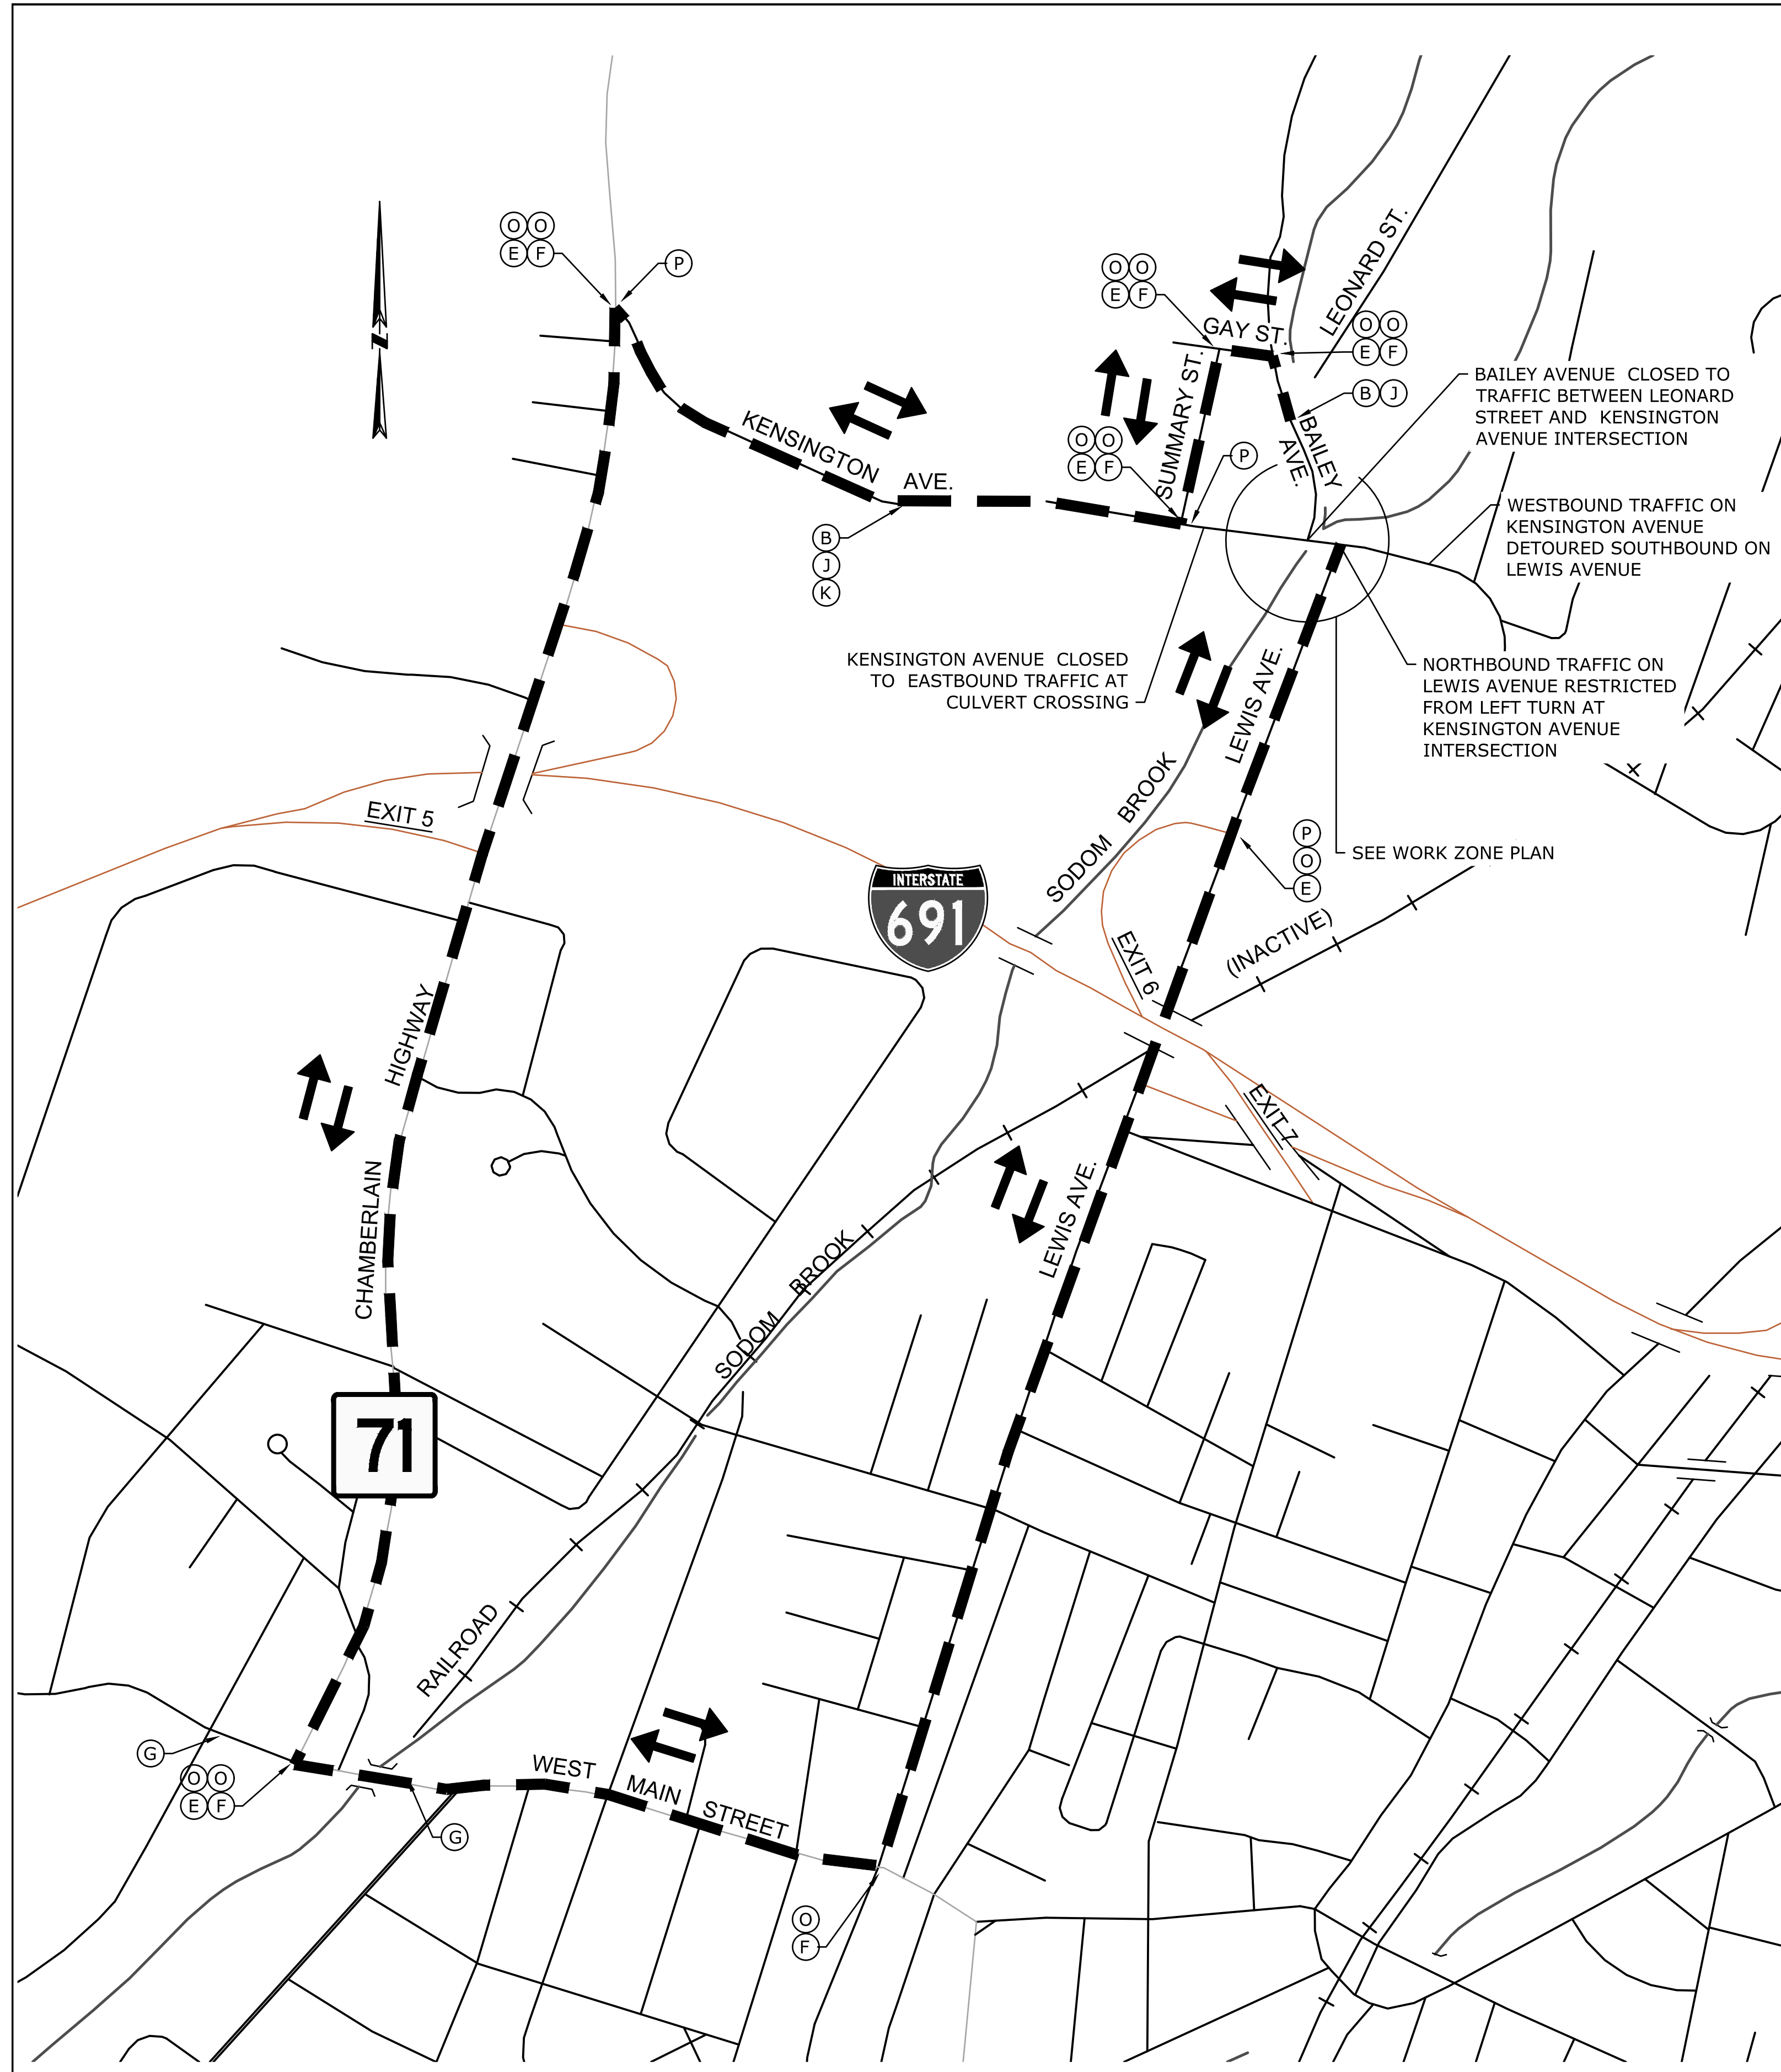 O O
E F
P
N
O O
E F
LEONARD ST.
GAY ST.
O O
E F
B J
BAILEY
AVE.
SUMMARY ST.
O O
E F
P
BAILEY AVENUE CLOSED TO
TRAFFIC BETWEEN LEONARD
STREET AND KENSINGTON
AVENUE INTERSECTION
KENSINGTON AVE.
B
J
K
WESTBOUND TRAFFIC ON
KENSINGTON AVENUE
DETOURED SOUTHBOUND ON
LEWIS AVENUE
KENSINGTON AVENUE CLOSED
TO EASTBOUND TRAFFIC AT
CULVERT CROSSING
NORTHBOUND TRAFFIC ON
LEWIS AVENUE RESTRICTED
FROM LEFT TURN AT
KENSINGTON AVENUE
INTERSECTION
LEWIS AVE.
SODOM BROOK
EXIT 5
P
O
E
SEE WORK ZONE PLAN
INTERSTATE
691
EXIT 6
(INACTIVE)
EXIT 7
CHAMBERLAIN HIGHWAY
LEWIS AVE.
SODOM BROOK
71
RAILROAD
G
O O
E F
WEST MAIN STREET
G
O
F